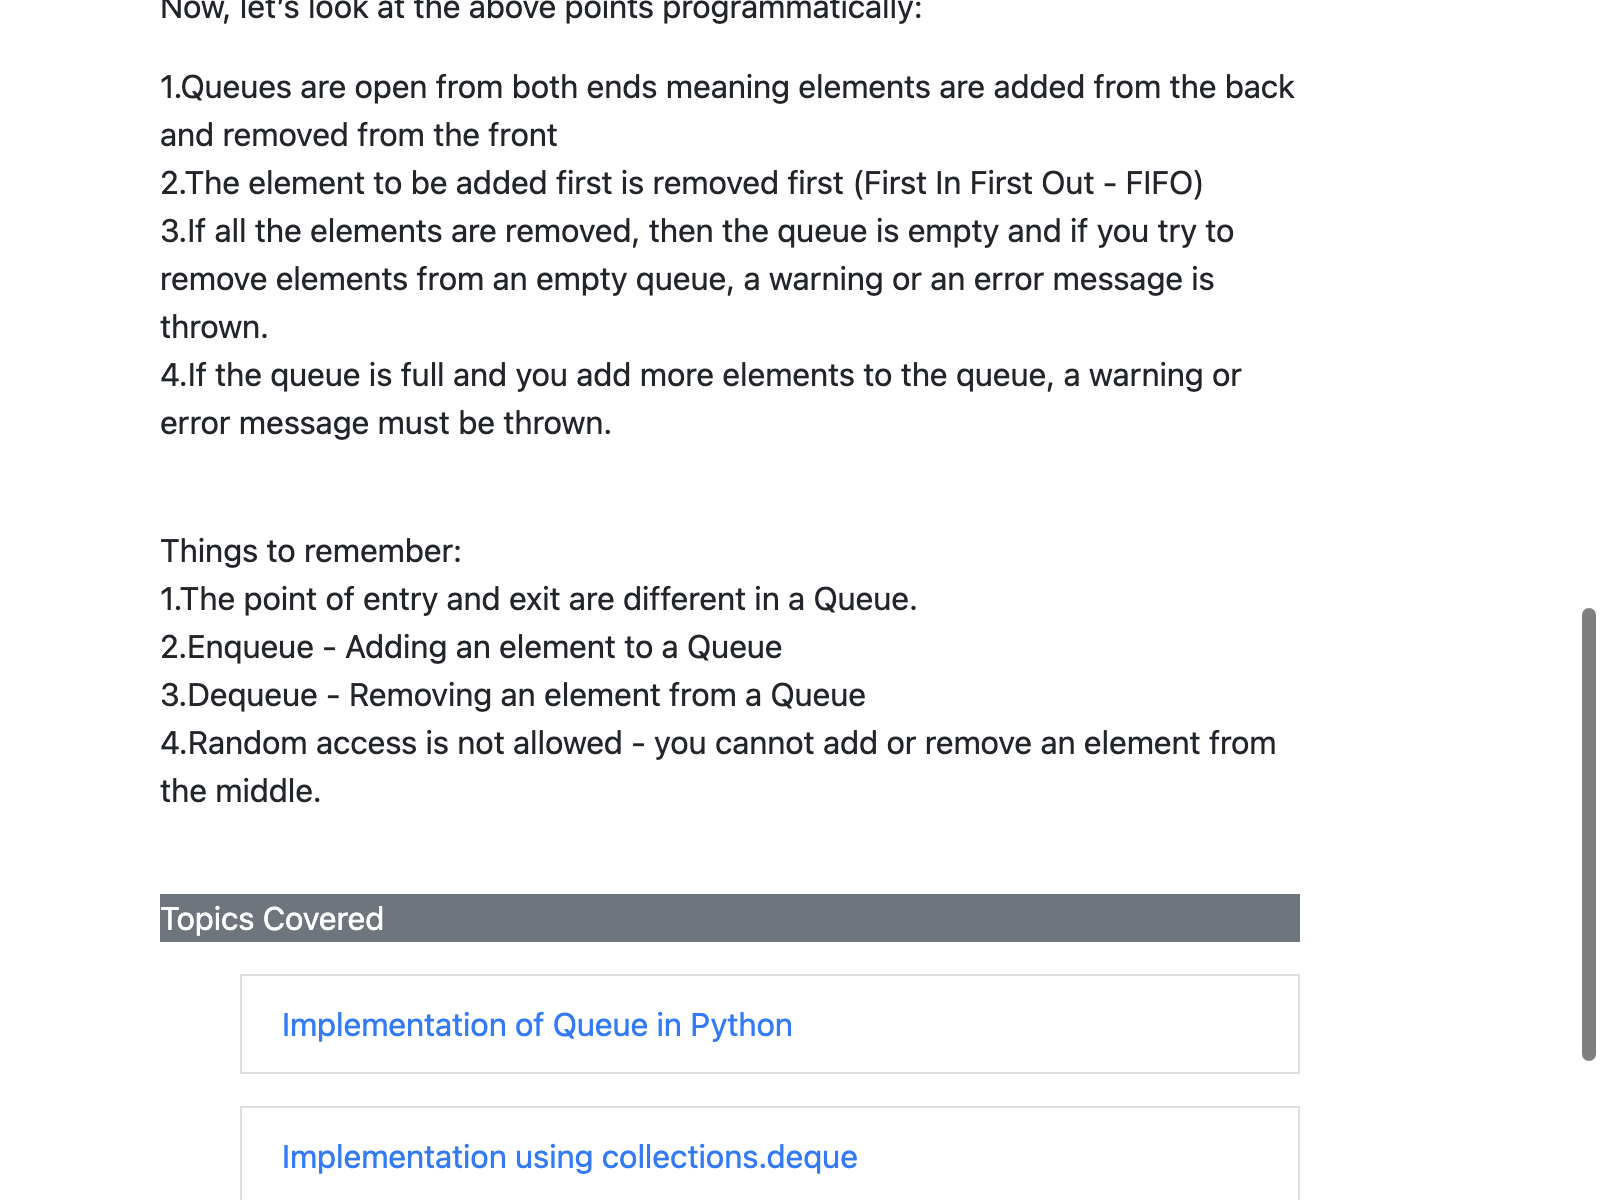 Now, let's look at the above points programmatically:
1.Queues are open from both ends meaning elements are added from the back
and removed from the front
2.The element to be added first is removed first (First In First Out - FIFO)
3.If all the elements are removed, then the queue is empty and if you try to
remove elements from an empty queue, a warning or an error message is
thrown.
4.If the queue is full and you add more elements to the queue, a warning or
error message must be thrown.
Things to remember:
1.The point of entry and exit are different in a Queue.
2.Enqueue - Adding an element to a Queue
3.Dequeue - Removing an element from a Queue
4.Random access is not allowed - you cannot add or remove an element from
the middle.
Topics Covered
Implementation of Queue in Python
Implementation using collections.deque